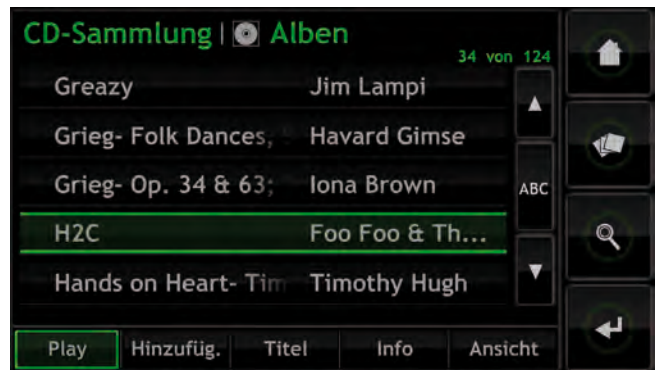 CD-Sammlung | Alben
34 von 124
Greazy Jim Lampi
Grieg- Folk Dances, Havard Gimse
Grieg- Op. 34 & 63; Iona Brown
ABC
H2C Foo Foo & Th...
Hands on Heart- Tim Timothy Hugh
Play Hinzufüg. Titel Info Ansicht